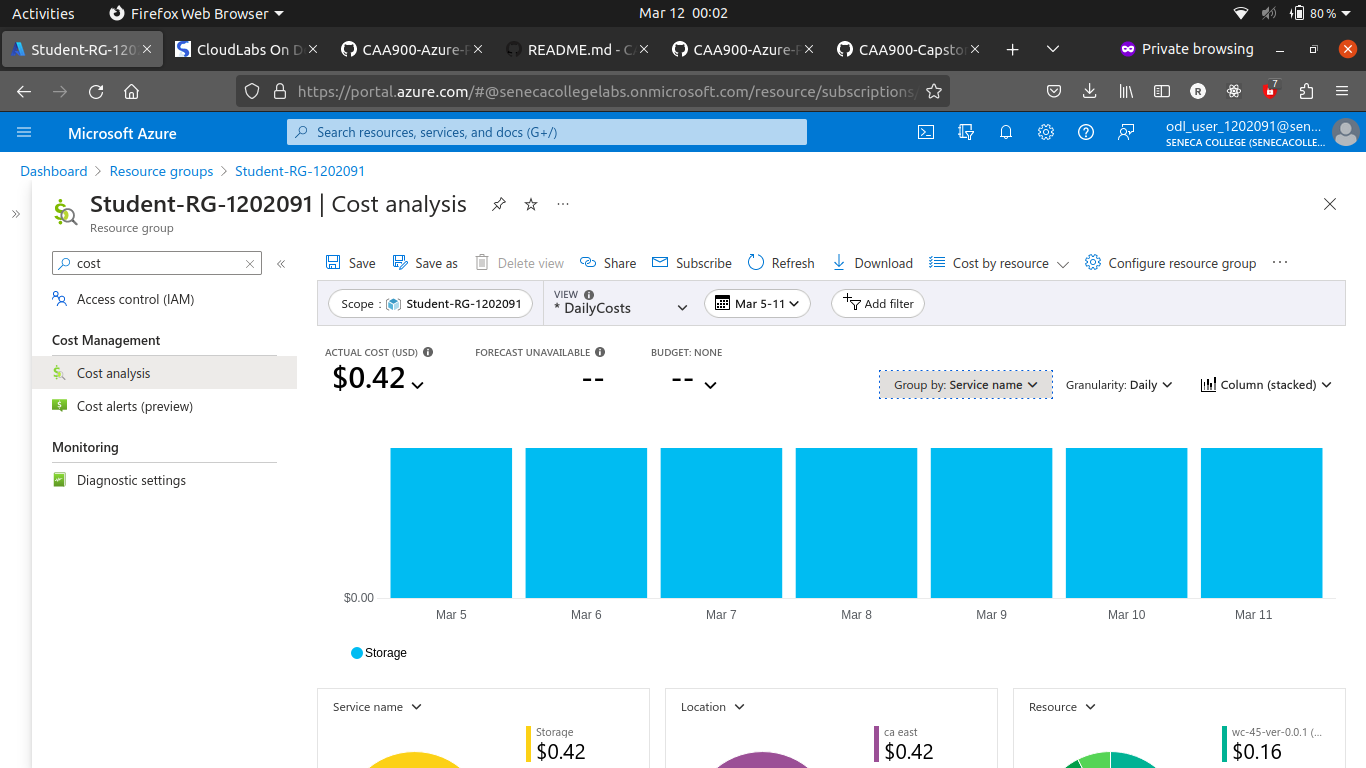 Activities
Firefox Web Browser
Mar 12 00:02
80 %
Student-RG-120
CloudLabs On D
CAA900-Azure-
README.md - C
CAA900-Azure-
CAA900-Capsto
Private browsing
https://portal.azure.com/#@senecacollegelabs.onmicrosoft.com/resource/subscriptions/
R
7
Microsoft Azure
Search resources, services, and docs (G+/)
odl_user_1202091@sen...
SENECA COLLEGE (SENECACOLLE...
Dashboard > Resource groups > Student-RG-1202091
Student-RG-1202091 | Cost analysis
Resource group
cost
Access control (IAM)
Cost Management
Cost analysis
Cost alerts (preview)
Monitoring
Diagnostic settings
Save
Save as
Delete view
Share
Subscribe
Refresh
Download
Cost by resource
Configure resource group
Scope : Student-RG-1202091
VIEW
* DailyCosts
Mar 5-11
Add filter
ACTUAL COST (USD)
$0.42
FORECAST UNAVAILABLE
--
BUDGET: NONE
--
Group by: Service name
Granularity: Daily
Column (stacked)
$0.00
Mar 5
Mar 6
Mar 7
Mar 8
Mar 9
Mar 10
Mar 11
Storage
Service name
Storage
$0.42
Location
ca east
$0.42
Resource
wc-45-ver-0.0.1 (...
$0.16